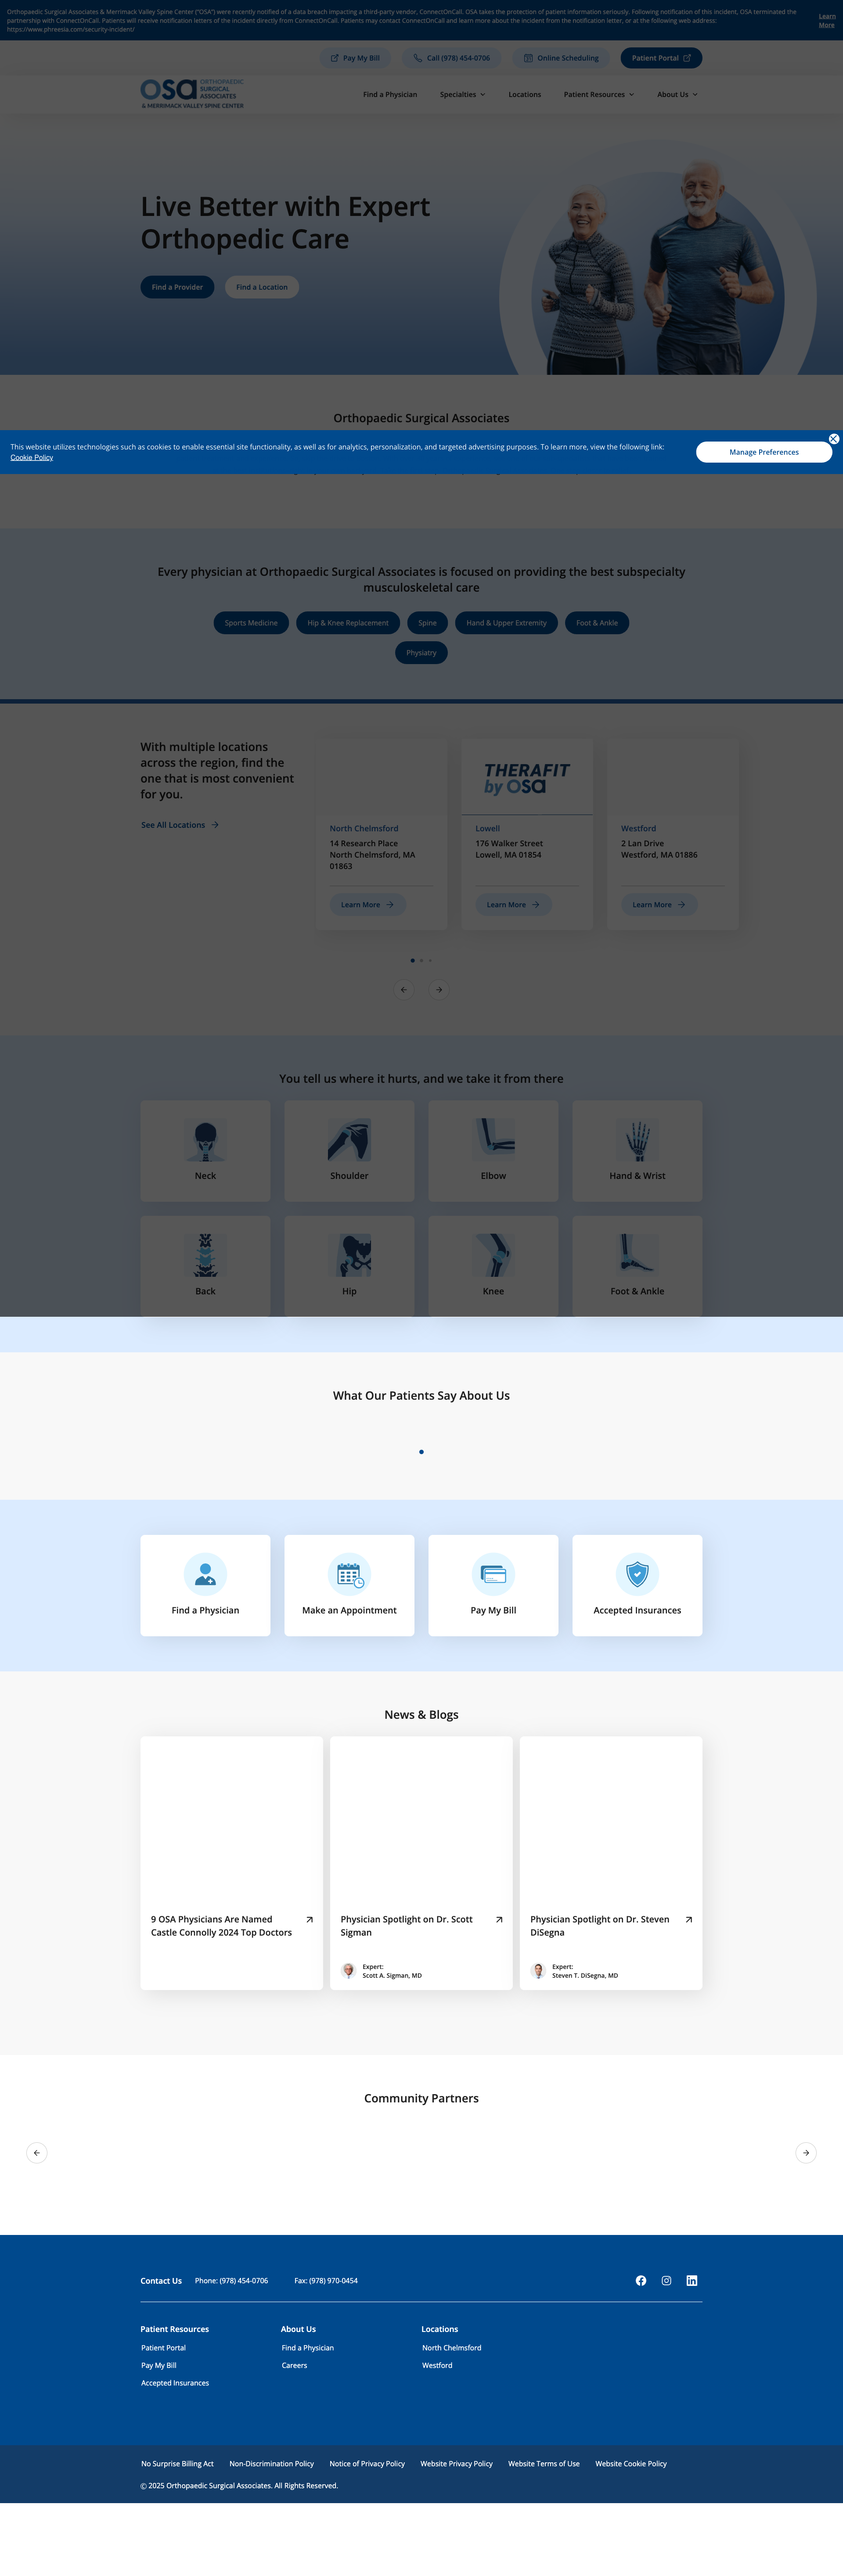 Orthopaedic Surgical Associates & Merrimack Valley Spine Center ("OSA") were recently notified of a data breach impacting a third-party vendor, ConnectOnCall. OSA takes the protection of patient information seriously. Following notification of this incident, OSA terminated the
partnership with ConnectOnCall. Patients will receive notification letters of the incident directly from ConnectOnCall. Patients may contact ConnectOnCall and learn more about the incident from the notification letter, or at the following web address:
https://www.phreesia.com/security-incident/
Learn
More
Pay My Bill
Call (978) 454-0706
Online Scheduling
Patient Portal
osa ORTHOPAEDIC
SURGICAL
ASSOCIATES
& MERRIMACK VALLEY SPINE CENTER
Find a Physician
Specialties
Locations
Patient Resources
About Us
Live Better with Expert
Orthopedic Care
Find a Provider
Find a Location
Orthopaedic Surgical Associates
This website utilizes technologies such as cookies to enable essential site functionality, as well as for analytics, personalization, and targeted advertising purposes. To learn more, view the following link:
Cookie Policy
Manage Preferences
Every physician at Orthopaedic Surgical Associates is focused on providing the best subspecialty
musculoskeletal care
Sports Medicine
Hip & Knee Replacement
Spine
Hand & Upper Extremity
Foot & Ankle
Physiatry
With multiple locations
across the region, find the
one that is most convenient
for you.
See All Locations
North Chelmsford
14 Research Place
North Chelmsford, MA
01863
Learn More
THERAFIT
by osa
Lowell
176 Walker Street
Lowell, MA 01854
Learn More
Westford
2 Lan Drive
Westford, MA 01886
Learn More
You tell us where it hurts, and we take it from there
Neck
Shoulder
Elbow
Hand & Wrist
Back
Hip
Knee
Foot & Ankle
What Our Patients Say About Us
Find a Physician
Make an Appointment
Pay My Bill
Accepted Insurances
News & Blogs
9 OSA Physicians Are Named
Castle Connolly 2024 Top Doctors
Physician Spotlight on Dr. Scott
Sigman
Expert:
Scott A. Sigman, MD
Physician Spotlight on Dr. Steven
DiSegna
Expert:
Steven T. DiSegna, MD
Community Partners
Contact Us
Phone: (978) 454-0706
Fax: (978) 970-0454
Patient Resources
Patient Portal
Pay My Bill
Accepted Insurances
About Us
Find a Physician
Careers
Locations
North Chelmsford
Westford
No Surprise Billing Act
Non-Discrimination Policy
Notice of Privacy Policy
Website Privacy Policy
Website Terms of Use
Website Cookie Policy
© 2025 Orthopaedic Surgical Associates. All Rights Reserved.